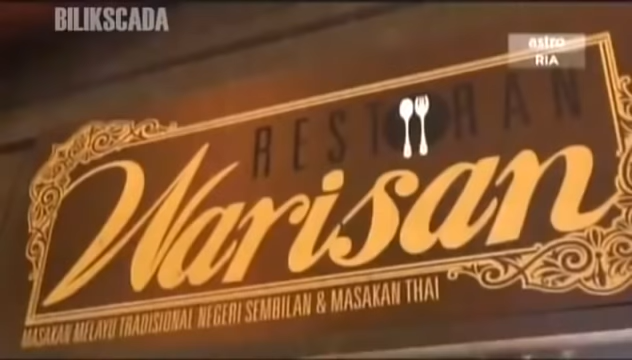 BILIKSCADA
astro
RIA
RESTORAN
Warisan
MASAKAN MELAYU TRADISIONAL NEGERI SEMBILAN & MASAKAN THAI